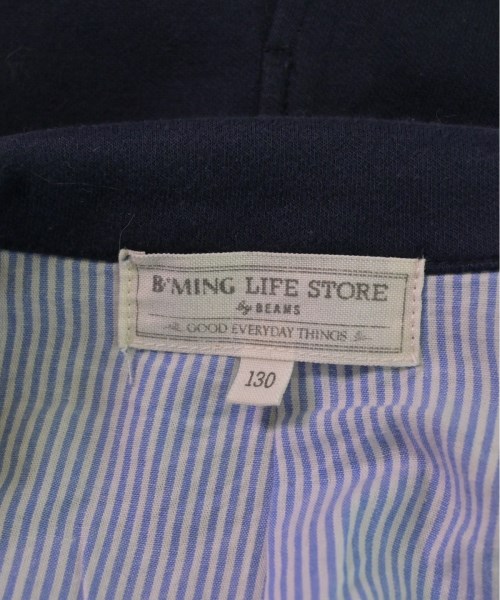 B'MING LIFE STORE
by BEAMS
GOOD EVERYDAY THINGS
130